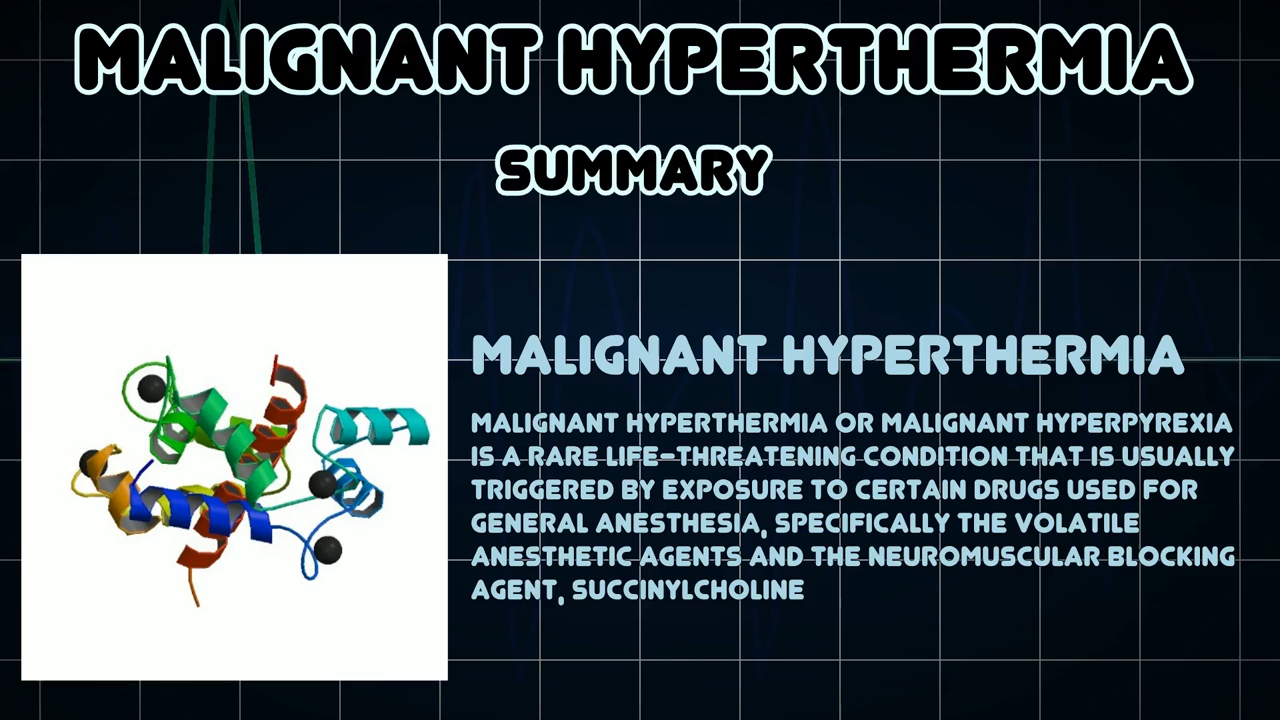 MALIGNANT HYPERTHERMIA
SUMMARY
MALIGNANT HYPERTHERMIA
MALIGNANT HYPERTHERMIA OR MALIGNANT HYPERPYREXIA
IS A RARE LIFE-THREATENING CONDITION THAT IS USUALLY
TRIGGERED BY EXPOSURE TO CERTAIN DRUGS USED FOR
GENERAL ANESTHESIA, SPECIFICALLY THE VOLATILE
ANESTHETIC AGENTS AND THE NEUROMUSCULAR BLOCKING
AGENT, SUCCINYLCHOLINE